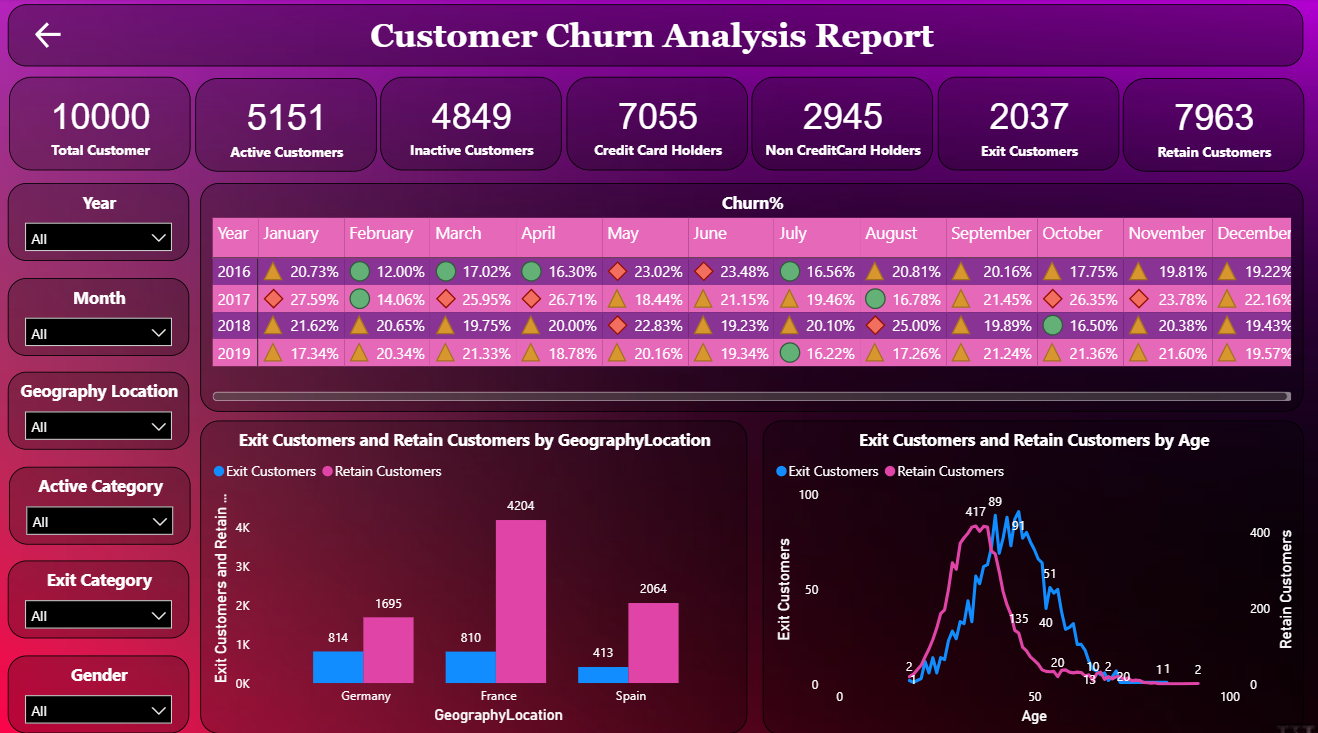 Customer Churn Analysis Report
10000 5151 4849 7055 2945 2037 7963
Total Customer Active Customers Inactive Customers Credit Card Holders Non CreditCard Holders Exit Customers Retain Customers
Year
All
Month
All
Geography Location
All
Active Category
All
Exit Category
All
Gender
All
Churn%
Year January February March April May June July August September October November December
2016 20.73% 12.00% 17.02% 16.30% 23.02% 23.48% 16.56% 20.81% 20.16% 17.75% 19.81% 19.22%
2017 27.59% 14.06% 25.95% 26.71% 18.44% 21.15% 19.46% 16.78% 21.45% 26.35% 23.78% 22.16%
2018 21.62% 20.65% 19.75% 20.00% 22.83% 19.23% 20.10% 25.00% 19.89% 16.50% 20.38% 19.43%
2019 17.34% 20.34% 21.33% 18.78% 20.16% 19.34% 16.22% 17.26% 21.24% 21.36% 21.60% 19.57%
Exit Customers and Retain Customers by GeographyLocation
Exit Customers Retain Customers
Exit Customers and Retain ...
4K
3K
2K
1K
0K
814 1695 810 4204 413 2064
Germany France Spain
GeographyLocation
Exit Customers and Retain Customers by Age
Exit Customers Retain Customers
Exit Customers
100
50
0
417 89
91
51
135 40
2 1 20 10 2 13 20 11 2
400
200
0
Retain Customers
0 50 100
Age